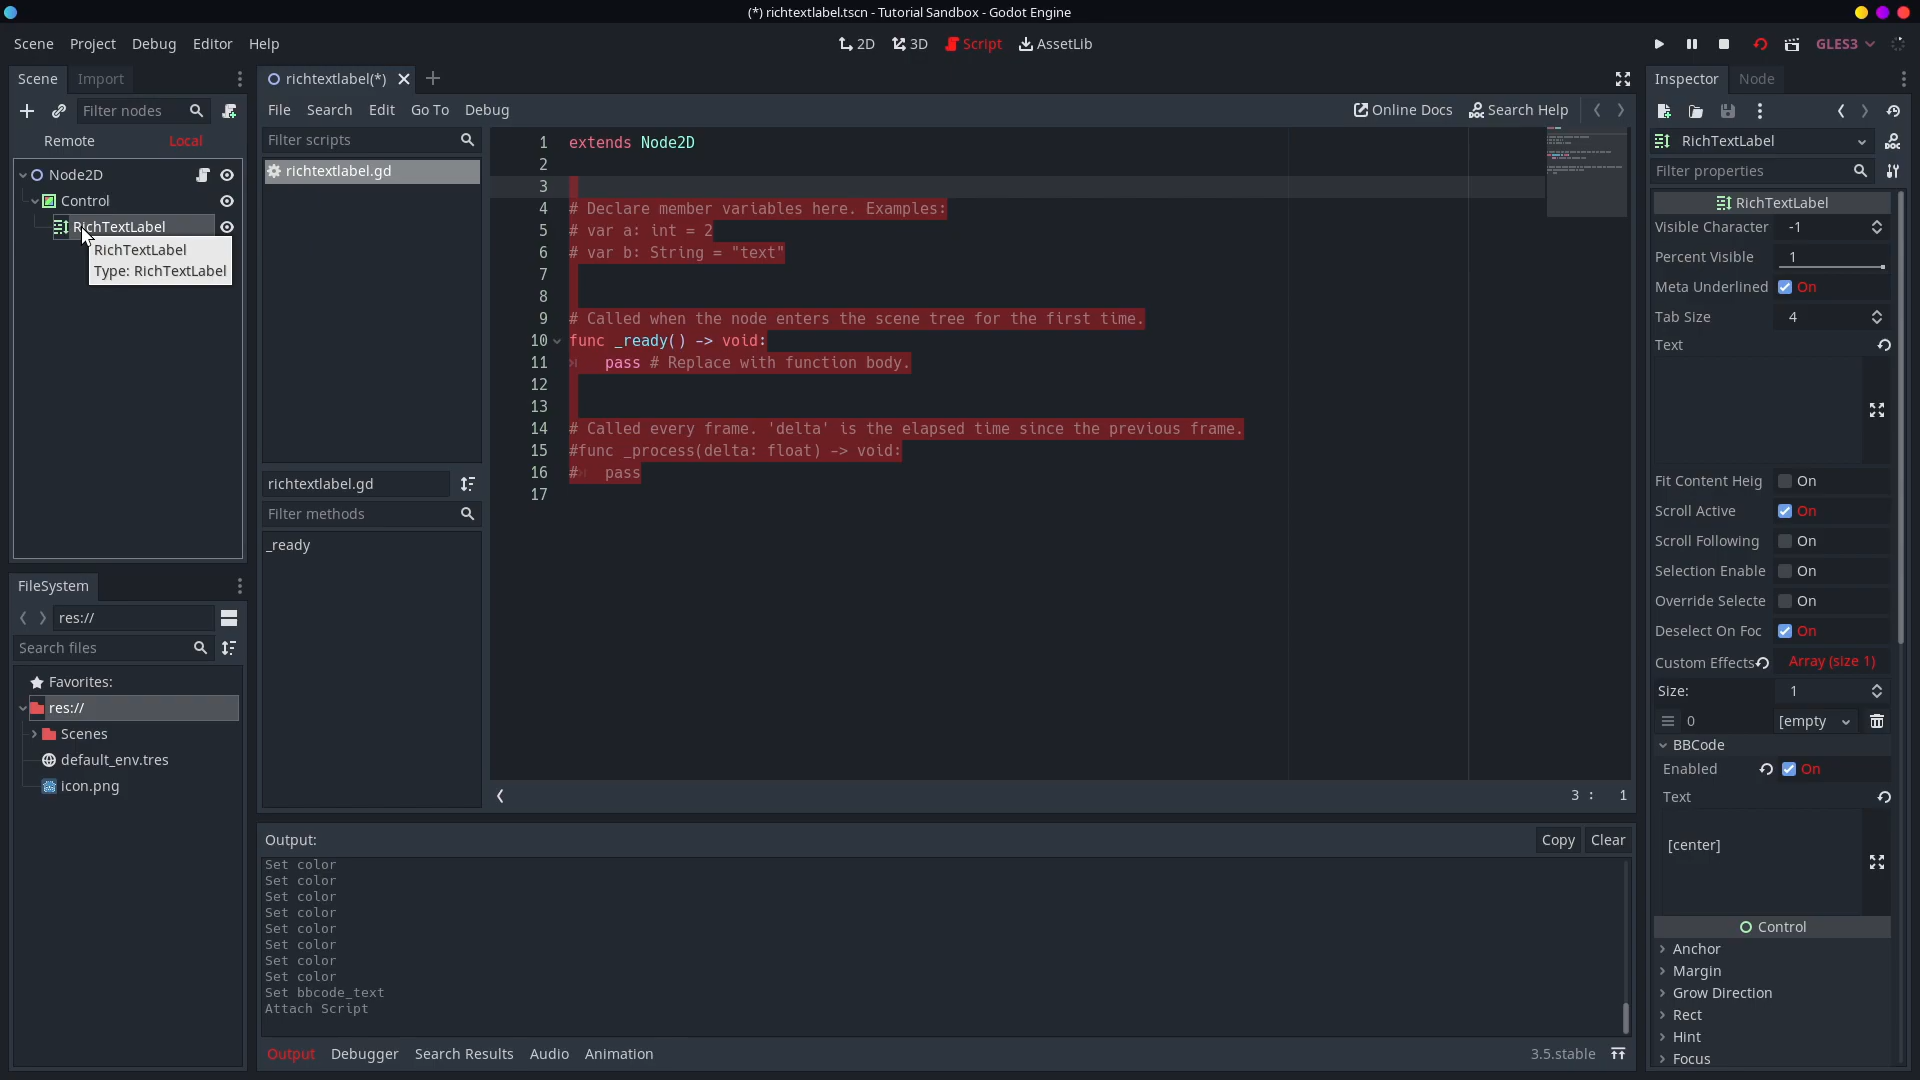 (*) richtextlabel.tscn - Tutorial Sandbox - Godot Engine
Scene Project Debug Editor Help
2D 3D Script AssetLib
GLES3
Scene Import
Filter nodes
Remote Local
Node2D
Control
RichTextLabel
RichTextLabel
Type: RichTextLabel
FileSystem
res://
Search files
Favorites:
res://
Scenes
default_env.tres
icon.png
richtextlabel(*)
File Search Edit Go To Debug
Online Docs Search Help
Filter scripts
richtextlabel.gd
richtextlabel.gd
Filter methods
_ready
1 extends Node2D
2
3
4 # Declare member variables here. Examples:
5 # var a: int = 2
6 # var b: String = "text"
7
8
9 # Called when the node enters the scene tree for the first time.
10 func _ready() -> void:
11 pass # Replace with function body.
12
13
14 # Called every frame. 'delta' is the elapsed time since the previous frame.
15 #func _process(delta: float) -> void:
16 # pass
17
3 : 1
Output:
Copy Clear
Set color
Set color
Set color
Set color
Set color
Set color
Set color
Set color
Set bbcode_text
Attach Script
Output Debugger Search Results Audio Animation
3.5.stable
Inspector Node
RichTextLabel
Filter properties
RichTextLabel
Visible Character -1
Percent Visible 1
Meta Underlined On
Tab Size 4
Text
Fit Content Heig On
Scroll Active On
Scroll Following On
Selection Enable On
Override Selecte On
Deselect On Foc On
Custom Effects Array (size 1)
Size: 1
0 [empty
BBCode
Enabled On
Text
[center]
Control
Anchor
Margin
Grow Direction
Rect
Hint
Focus